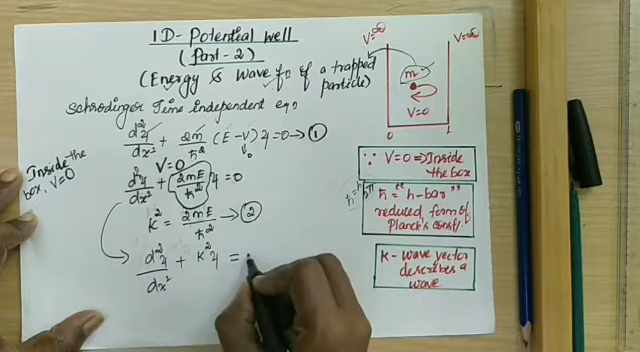 1D-Potential well
(Part-2)
(Energy & Wave fn of a trapped particle)
Schrodinger Time independent eqn
d²ψ/dx² + 2m/ħ² (E-V)ψ=0→①
↓0
Inside the box, V=0
V=0
d²ψ/dx² + 2mE/ħ² ψ=0
k² = 2mE/ħ² →②
d²ψ/dx² + k²ψ =
V=∞
V=∞
m
V=0
0
∵ V=0 ⇒ Inside the box
ħ = "h-bar"
reduced form of
Planck's const.
K - wave vector
describes a
wave